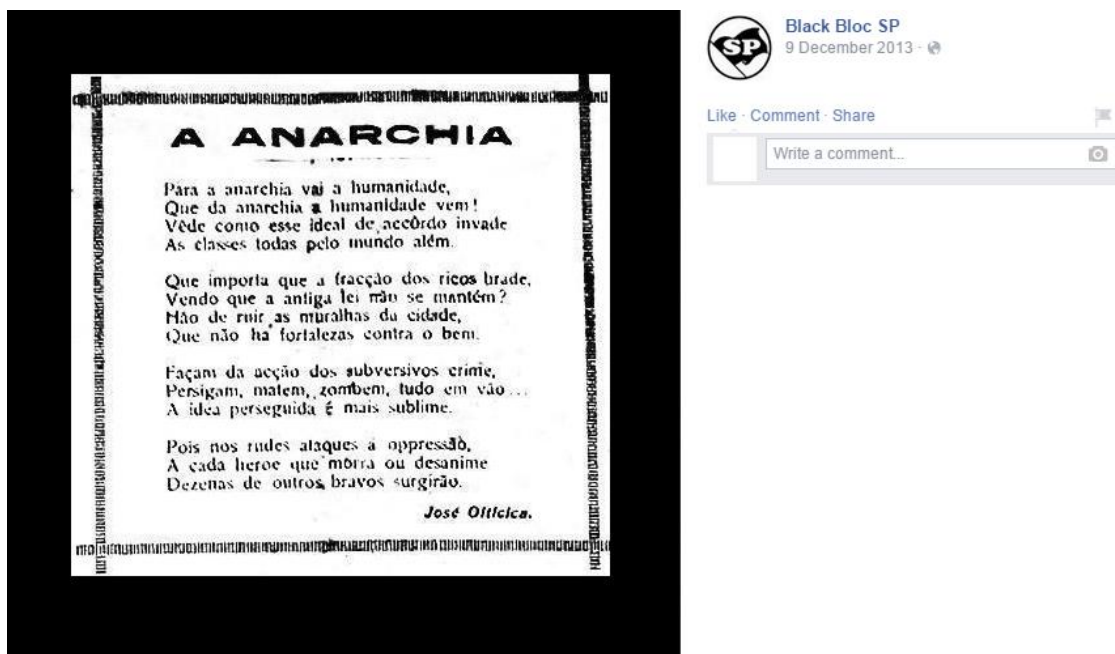 A ANARCHIA
Para a anarchia vai a humanidade,
Que da anarchia a humanidade vem!
Vêde como esse ideal de accôrdo invade
As classes todas pelo mundo além.
Que importa que a fracção dos ricos brade,
Vendo que a antiga lei não se mantém?
Hão de ruir as muralhas da cidade,
Que não ha fortalezas contra o bem.
Façam da acção dos subversivos crime,
Persigam, matem, zombem, tudo em vão...
A idea perseguida é mais sublime.
Pois nos rudes ataques á oppressão,
A cada heroe que morra ou desanime
Dezenas de outros bravos surgirão.
José Oiticica.
SP
Black Bloc SP
9 December 2013 ·
Like · Comment · Share
Write a comment...